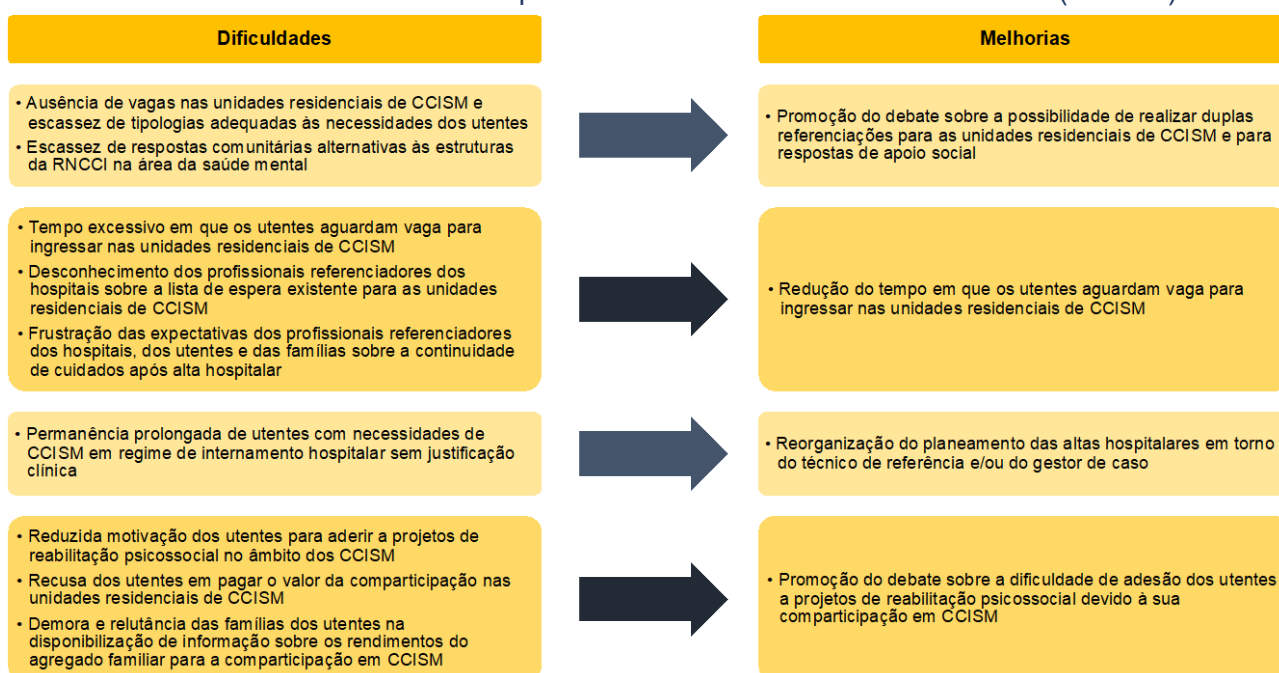 Dificuldades
Melhorias
• Ausência de vagas nas unidades residenciais de CCISM e
escassez de tipologias adequadas às necessidades dos utentes
• Escassez de respostas comunitárias alternativas às estruturas
da RNCCI na área da saúde mental
• Promoção do debate sobre a possibilidade de realizar duplas
referenciações para as unidades residenciais de CCISM e para
respostas de apoio social
• Tempo excessivo em que os utentes aguardam vaga para
ingressar nas unidades residenciais de CCISM
• Desconhecimento dos profissionais referenciadores dos
hospitais sobre a lista de espera existente para as unidades
residenciais de CCISM
• Frustração das expectativas dos profissionais referenciadores
dos hospitais, dos utentes e das famílias sobre a continuidade
de cuidados após alta hospitalar
• Redução do tempo em que os utentes aguardam vaga para
ingressar nas unidades residenciais de CCISM
• Permanência prolongada de utentes com necessidades de
CCISM em regime de internamento hospitalar sem justificação
clínica
• Reorganização do planeamento das altas hospitalares em torno
do técnico de referência e/ou do gestor de caso
• Reduzida motivação dos utentes para aderir a projetos de
reabilitação psicossocial no âmbito dos CCISM
• Recusa dos utentes em pagar o valor da comparticipação nas
unidades residenciais de CCISM
• Demora e relutância das famílias dos utentes na
disponibilização de informação sobre os rendimentos do
agregado familiar para a comparticipação em CCISM
• Promoção do debate sobre a dificuldade de adesão dos utentes
a projetos de reabilitação psicossocial devido à sua
comparticipação em CCISM